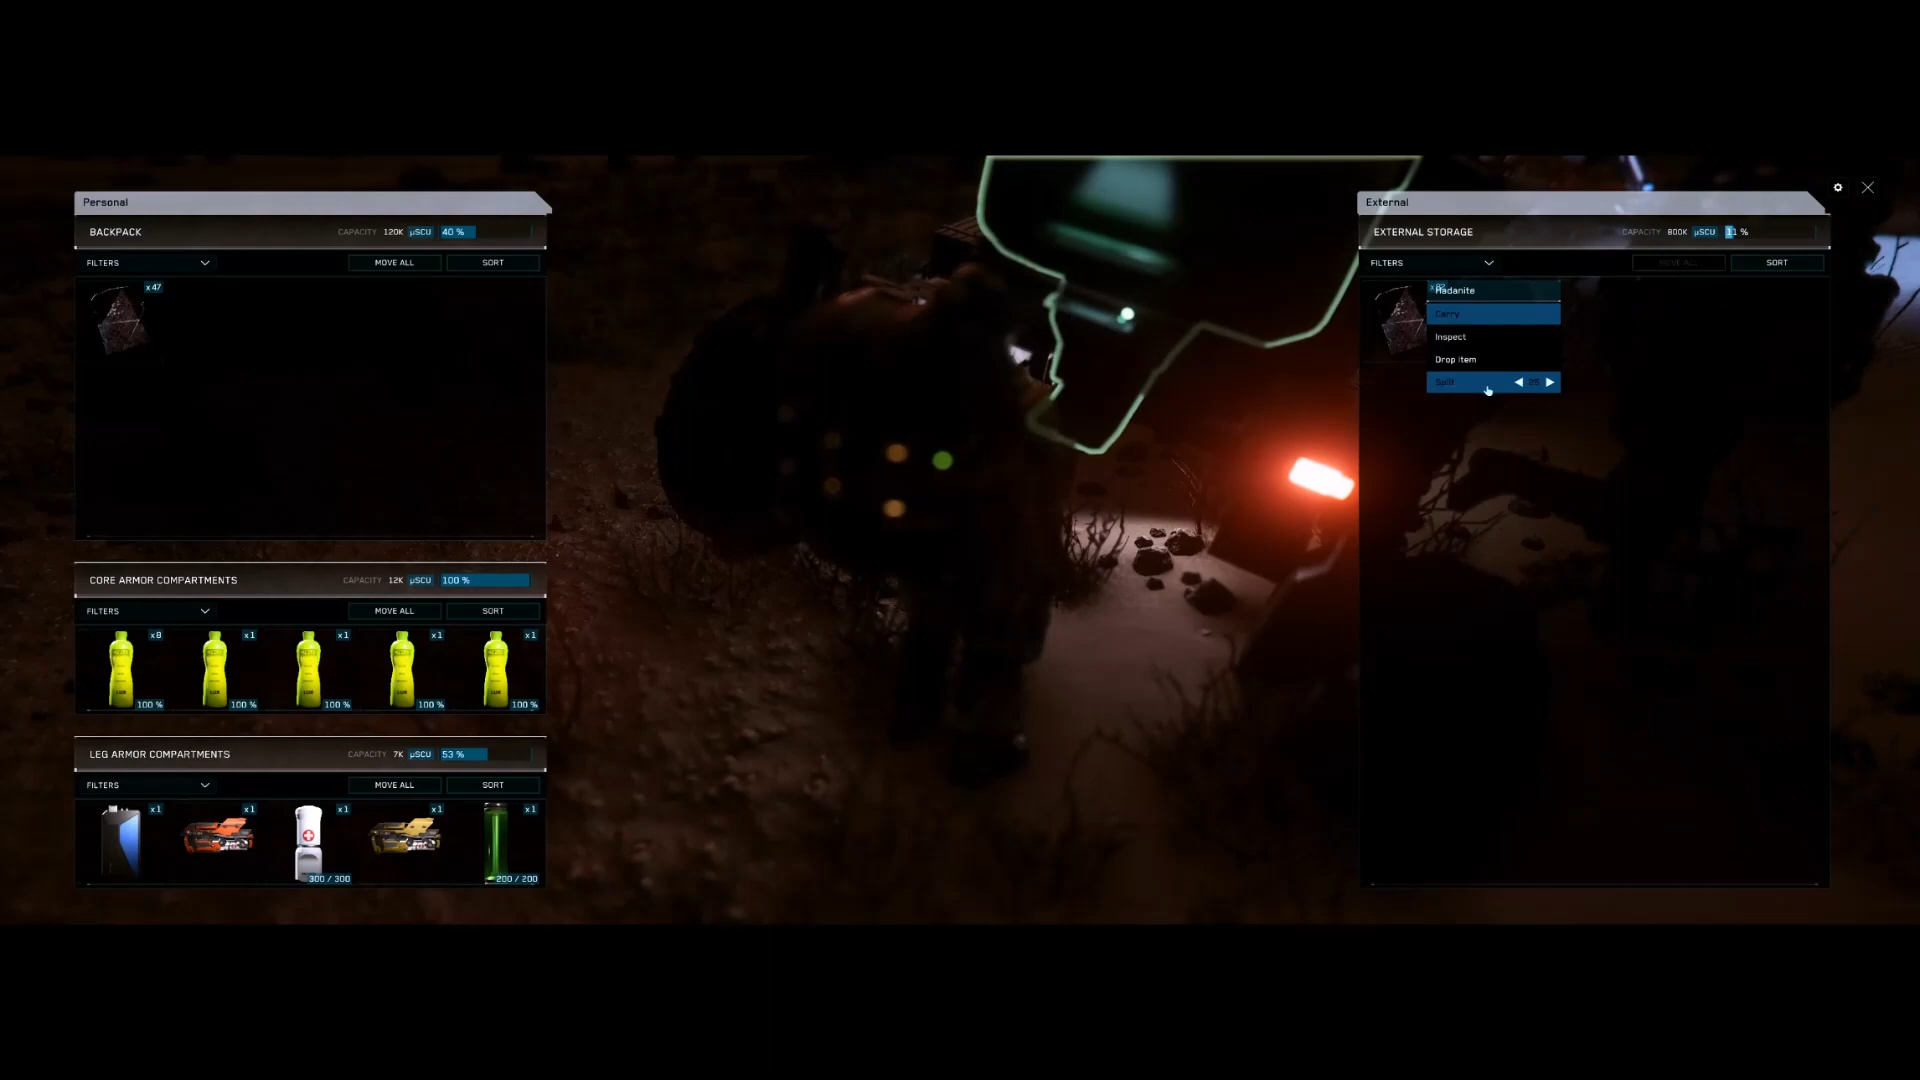 Personal
BACKPACK
CAPACITY 120K µSCU 40 %
FILTERS
MOVE ALL
SORT
x47
CORE ARMOR COMPARTMENTS
CAPACITY 12K µSCU 100 %
FILTERS
MOVE ALL
SORT
x8
x1
x1
x1
x1
100 %
100 %
100 %
100 %
100 %
LEG ARMOR COMPARTMENTS
CAPACITY 7K µSCU 53 %
FILTERS
MOVE ALL
SORT
x1
x1
x1
x1
x1
300 / 300
200 / 200
External
EXTERNAL STORAGE
CAPACITY 800K µSCU 11 %
FILTERS
MOVE ALL
SORT
Hadanite
Carry
Inspect
Drop Item
Split